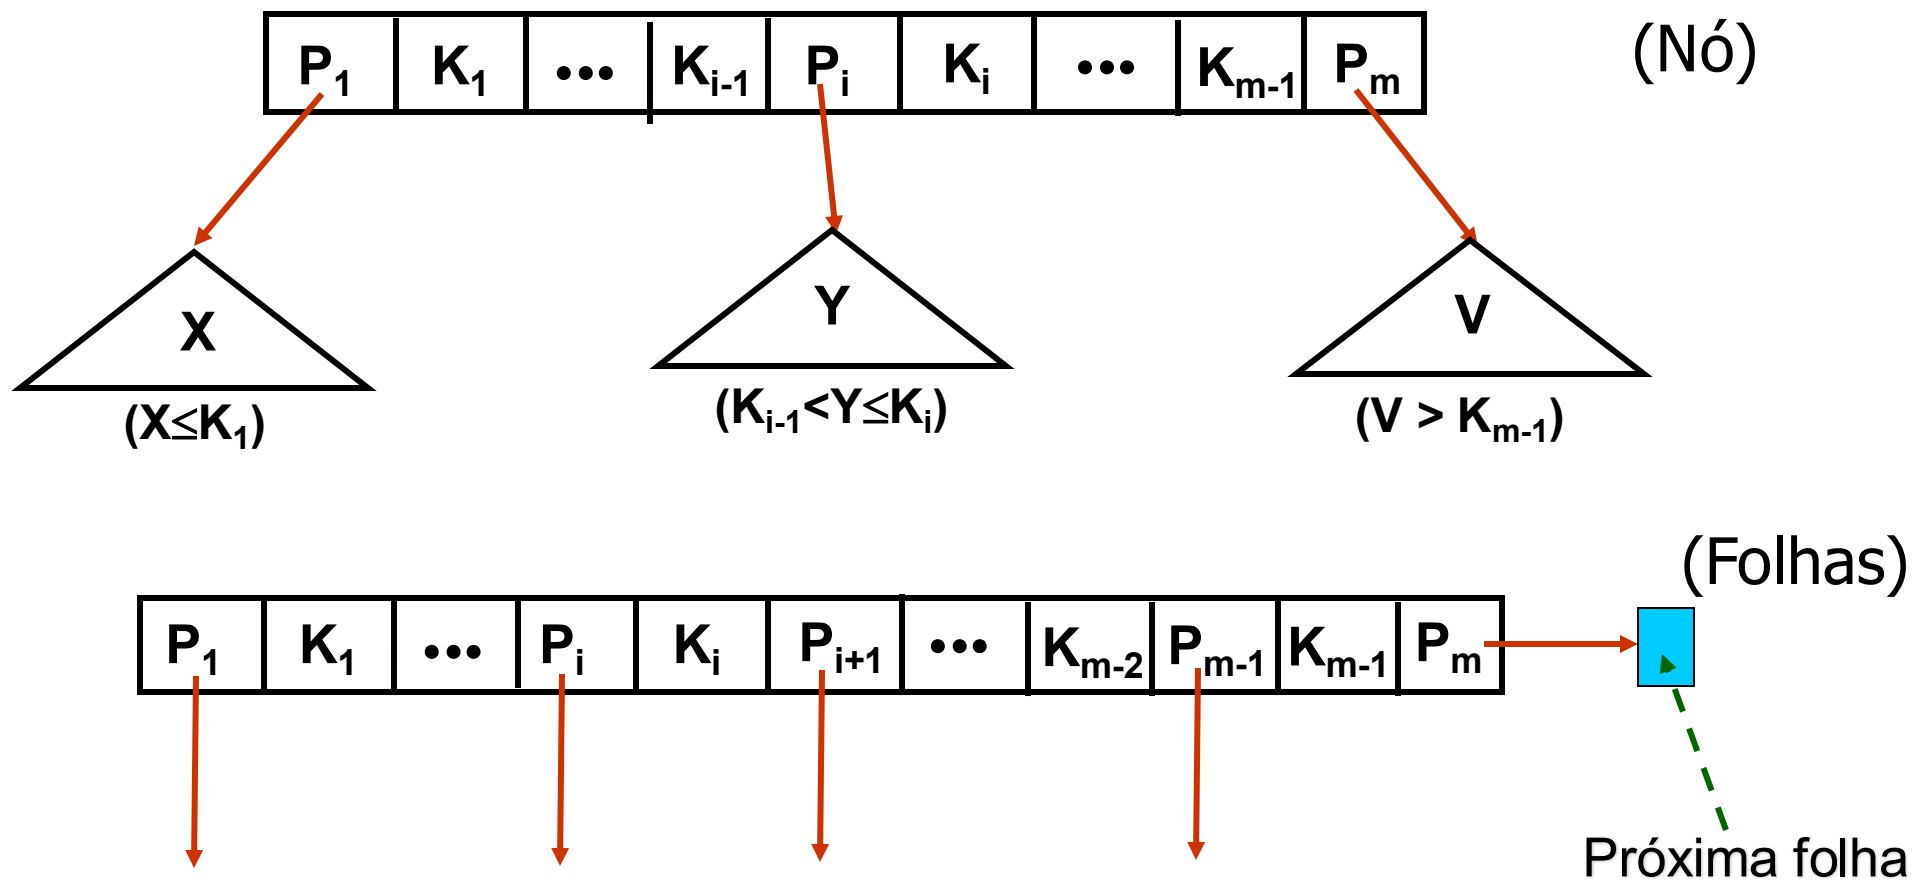 P₁ K₁ ••• Kᵢ₋₁ Pᵢ Kᵢ ••• Kₘ₋₁ Pₘ (Nó)
X Y V
(X≤K₁) (Kᵢ₋₁<Y≤Kᵢ) (V > Kₘ₋₁)
(Folhas)
P₁ K₁ ••• Pᵢ Kᵢ Pᵢ₊₁ ••• Kₘ₋₂ Pₘ₋₁ Kₘ₋₁ Pₘ
Próxima folha